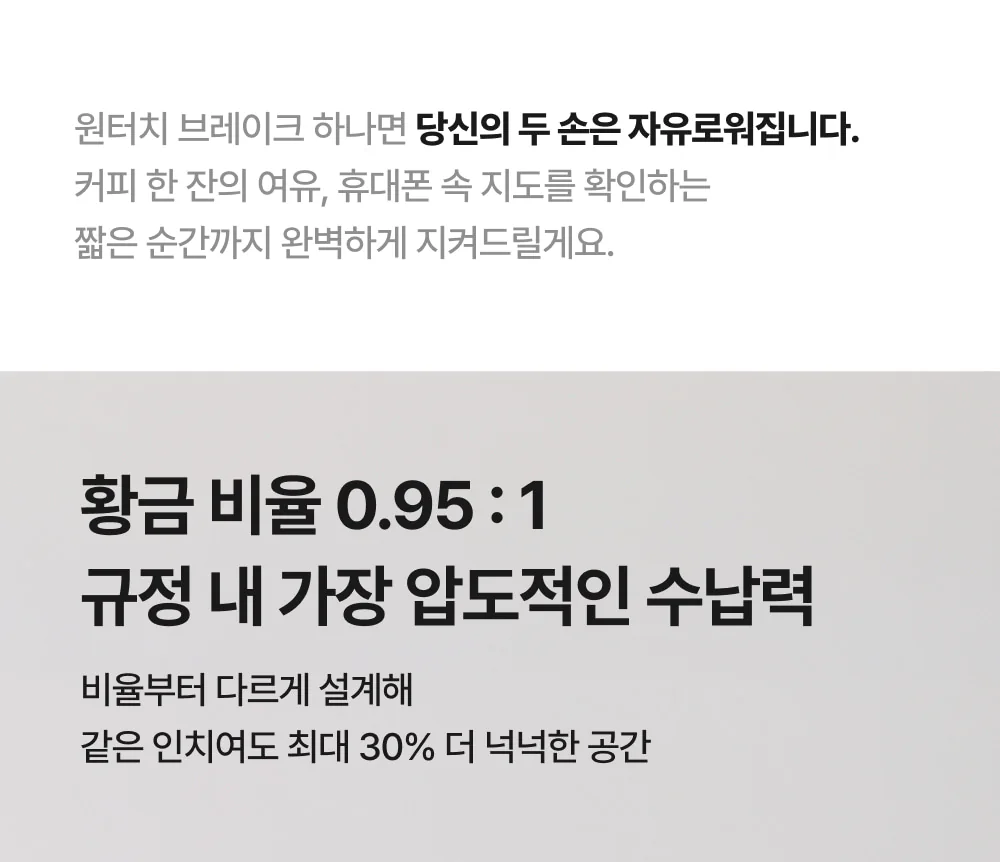 원터치 브레이크 하나면 당신의 두 손은 자유로워집니다.
커피 한 잔의 여유, 휴대폰 속 지도를 확인하는
짧은 순간까지 완벽하게 지켜드릴게요.
황금 비율 0.95 : 1
규정 내 가장 압도적인 수납력
비율부터 다르게 설계해
같은 인치여도 최대 30% 더 넉넉한 공간